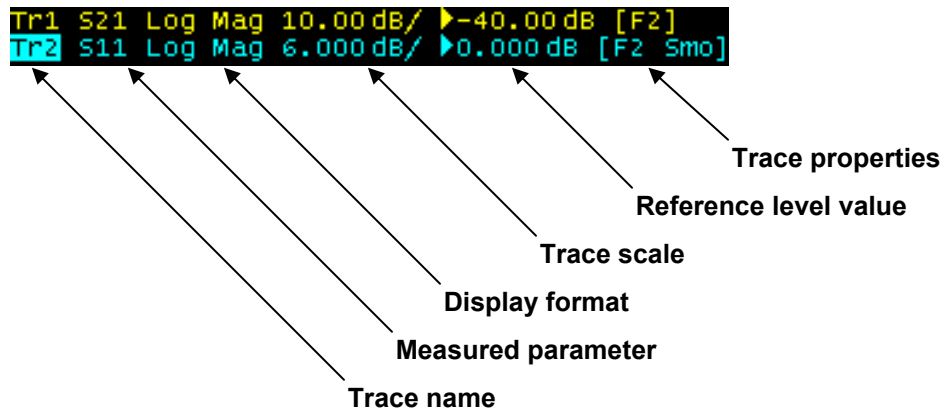 Tr1 S21 Log Mag 10.00 dB/ ▶-40.00 dB [F2]
Tr2 S11 Log Mag 6.000 dB/ ▶0.000 dB [F2 Smo]
Trace properties
Reference level value
Trace scale
Display format
Measured parameter
Trace name